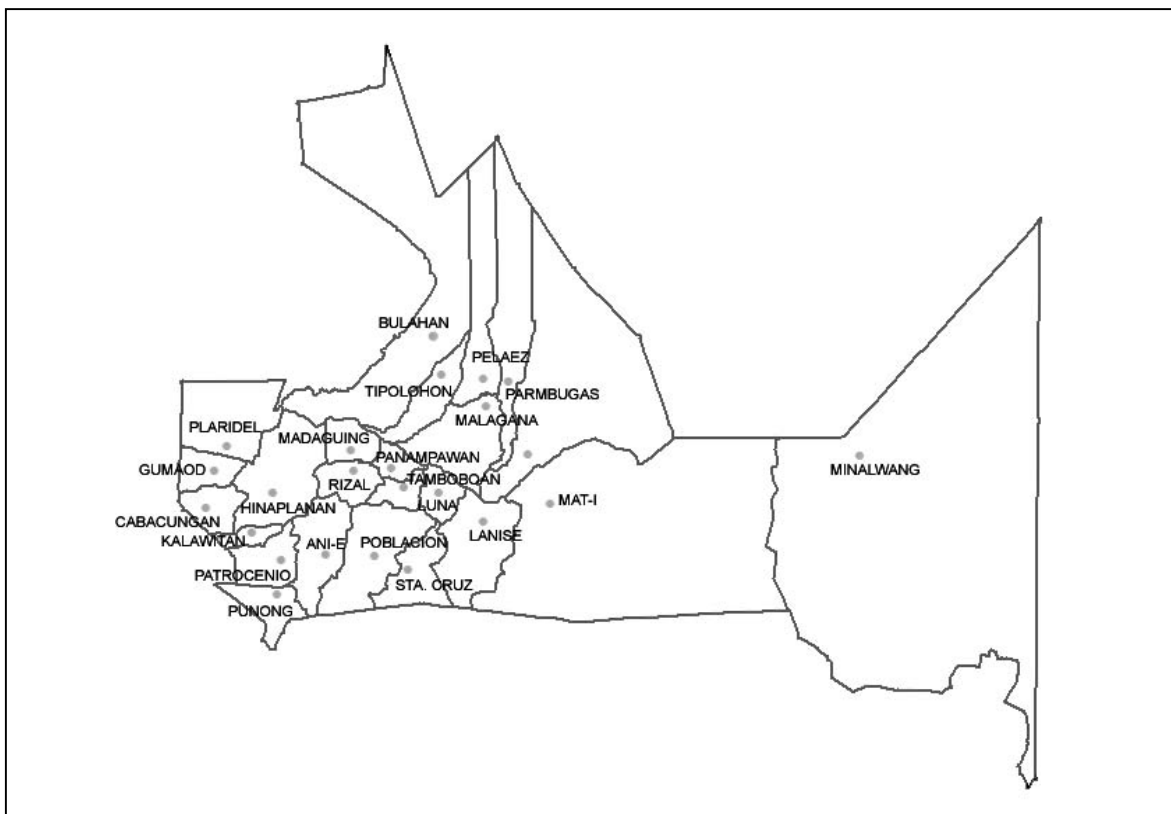 BULAHAN
PELAEZ
TIPOLOHON
PARMBUGAS
MALAGANA
PLARIDEL
MADAGUING
PANAMPAWAN
MINALWANG
GUMAOD
RIZAL
TAMBOBOAN
HINAPLANAN
LUNA
MAT-I
CABACUNGAN
LANISE
KALAWITAN
ANI-E
POBLACION
PATROCENIO
STA. CRUZ
PUNONG